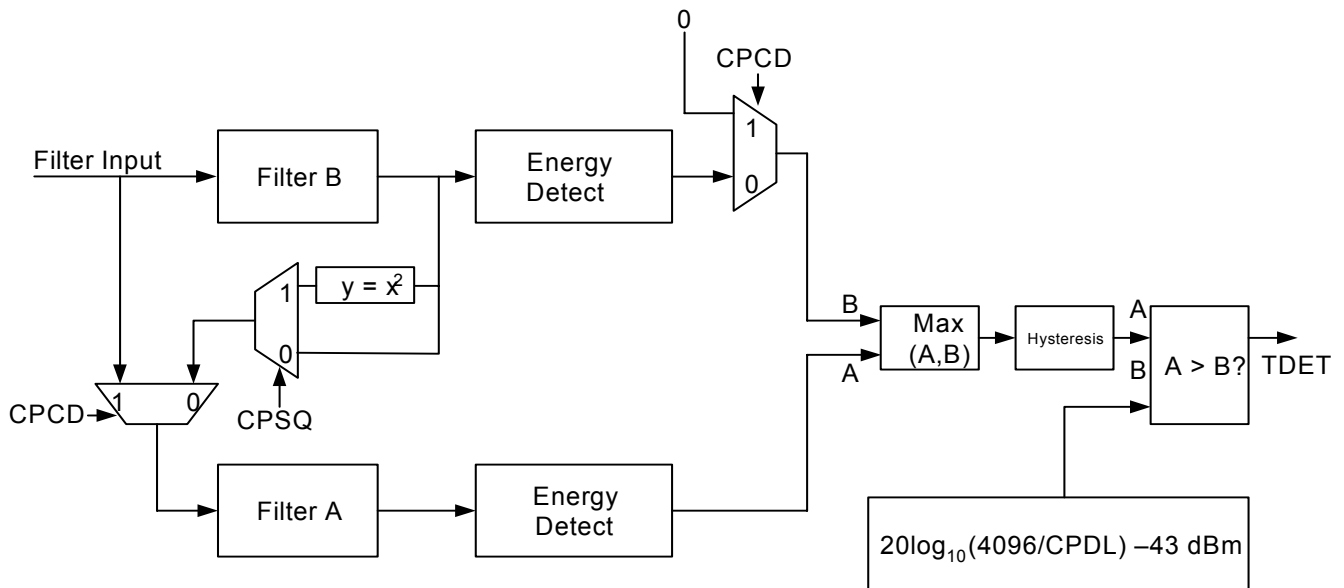 0
CPCD
1
0
Filter Input
Filter B
Energy
Detect
y = x²
1
0
CPSQ
1
0
CPCD
Filter A
Energy
Detect
B
A
Max
(A,B)
Hysteresis
A
B
A > B?
TDET
20log₁₀(4096/CPDL) –43 dBm